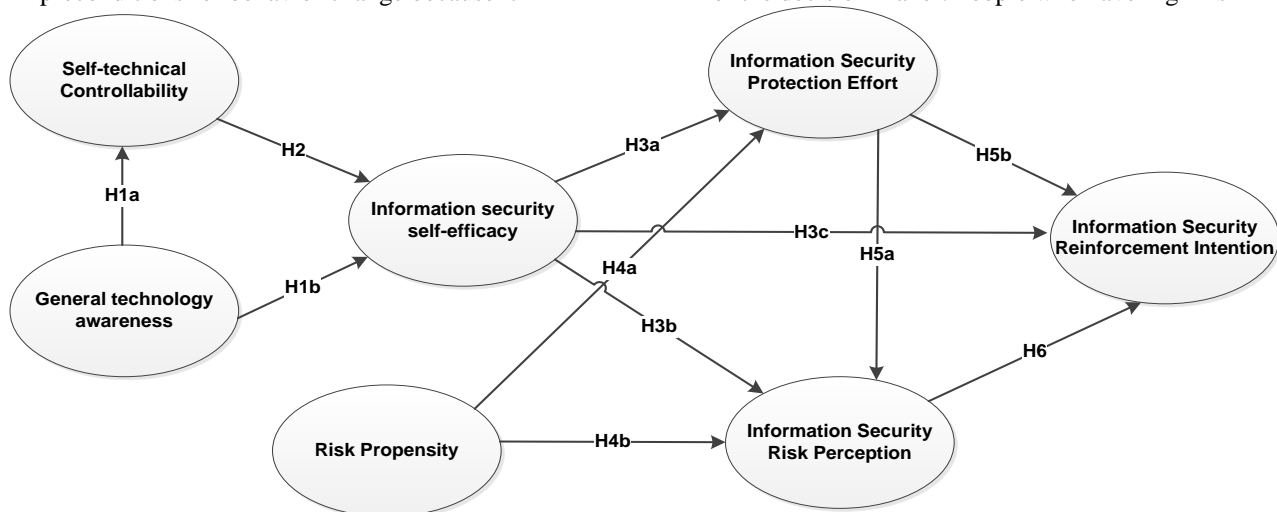 Self-technical
Controllability
Information Security
Protection Effort
H2
H3a
H5b
H1a
Information security
self-efficacy
Information Security
Reinforcement Intention
H3c
H5a
H4a
General technology
awareness
H1b
H3b
H6
Risk Propensity
H4b
Information Security
Risk Perception